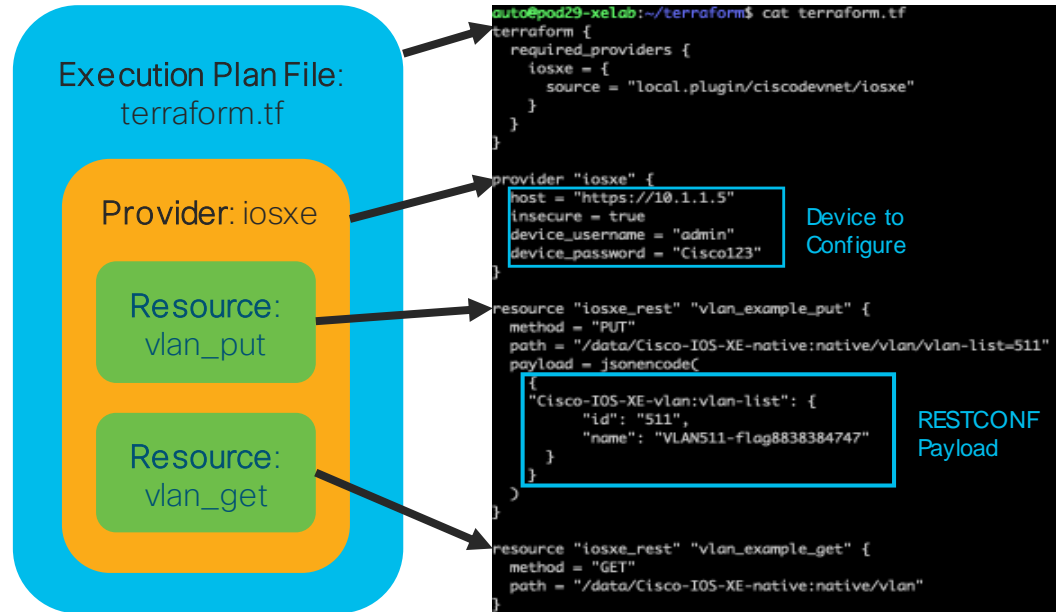 Execution Plan File:
terraform.tf
Provider: iosxe
Resource:
vlan_put
Resource:
vlan_get
auto@pod29-xelab:~/terraform$ cat terraform.tf
terraform {
  required_providers {
    iosxe = {
      source = "local.plugin/ciscodevnet/iosxe"
    }
  }
}
provider "iosxe" {
  host = "https://10.1.1.5"
  insecure = true
  device_username = "admin"
  device_password = "Cisco123"
}
Device to
Configure
resource "iosxe_rest" "vlan_example_put" {
  method = "PUT"
  path = "/data/Cisco-IOS-XE-native:native/vlan/vlan-list=511"
  payload = jsonencode(
    {
    "Cisco-IOS-XE-vlan:vlan-list": {
          "id": "511",
          "name": "VLAN511-flag8838384747"
      }
    }
  )
}
RESTCONF
Payload
resource "iosxe_rest" "vlan_example_get" {
  method = "GET"
  path = "/data/Cisco-IOS-XE-native:native/vlan"
}